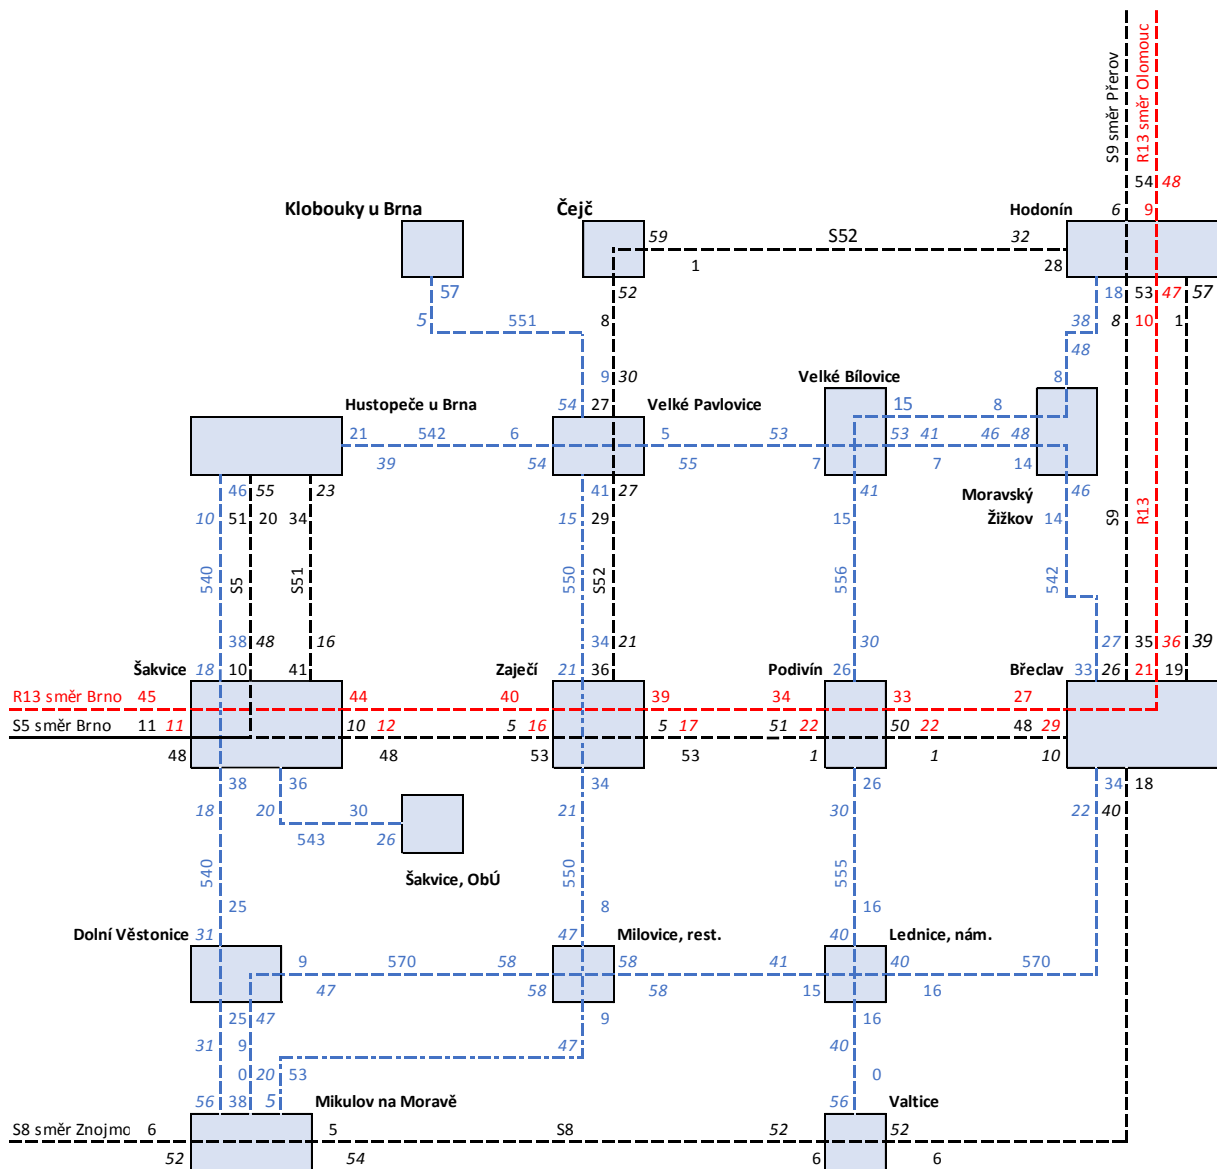 S9 směr Přerov
R13 směr Olomouc
54 48
6 9
Klobouky u Brna
Čejč
Hodonín
59 S52 32
1 28
57 52 18 53 47 57
5 551 8 38 8 10 1
48
9 30 Velké Bílovice 8
54 27 15 8
Hustopeče u Brna
Velké Pavlovice
21 542 6 5 53 53 41 46 48
39 54 55 7 7 14
46 55 23 41 27 41 46
Moravský
Žižkov
10 51 20 34 15 29 15 14
540 S5 S51 550 S52 556 542 S9 R13
38 48 16 34 21 30 27 35 36 39
Šakvice 18 10 41 Zaječí 21 36 Podivín 26 Břeclav 33 26 21 19
R13 směr Brno 45 44 40 39 34 33 27
S5 směr Brno 11 11 10 12 5 16 5 17 51 22 50 22 48 29
48 48 53 53 1 1 10
38 36 34 26 34 18
18 20 30 21 30 22 40
543 26
540 Šakvice, ObÚ 550 555
25 8 16
Dolní Věstonice 31 47 Milovice, rest. 40 Lednice, nám.
9 570 58 58 41 40 570
47 58 58 15 16
25 47 9 16
31 9 47 40
0 20 53 0
56 38 5 Mikulov na Moravě 56 Valtice
S8 směr Znojmo 6 5 S8 52 52
52 54 6 6